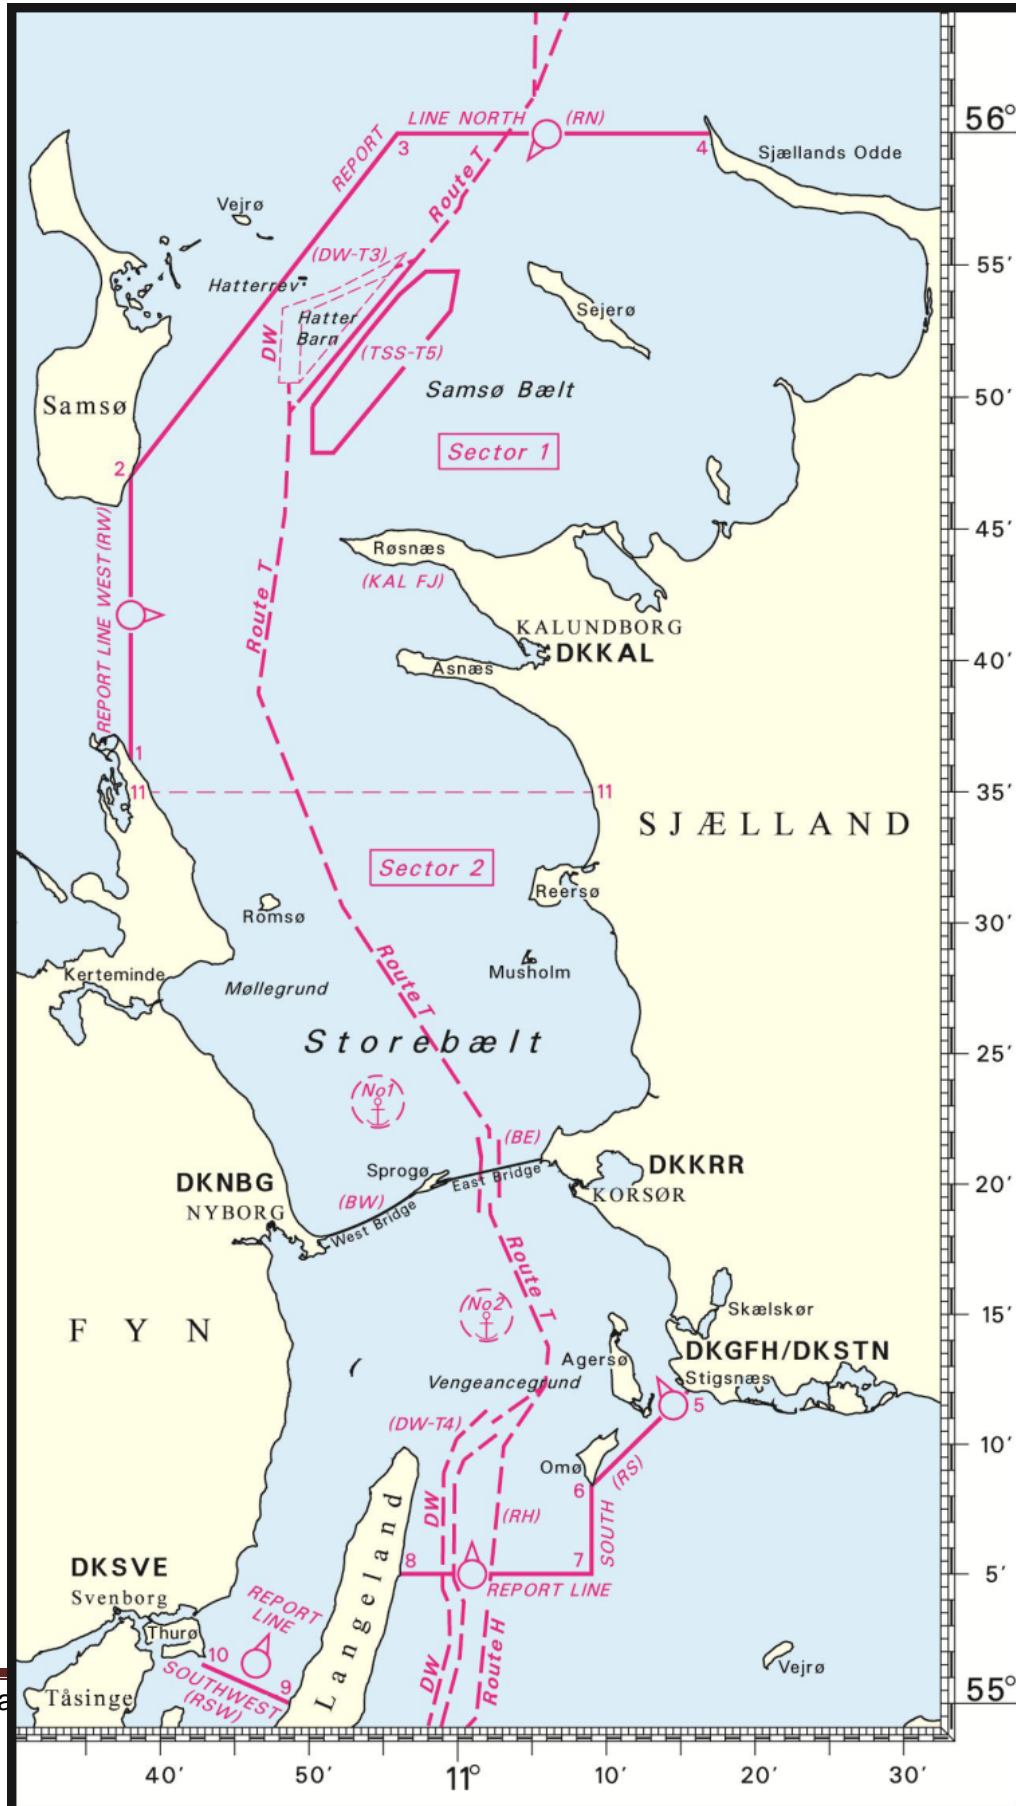 LINE NORTH
(RN)
56°
REPORT
3
4
Sjællands Odde
Route T
Vejrø
(DW-T3)
55′
Hatterrev
Hatter
Barn
Sejerø
DW
(TSS-T5)
Samsø Bælt
50′
Samsø
Sector 1
2
45′
Røsnæs
(KAL FJ)
REPORT LINE WEST (RW)
Route T
KALUNDBORG
DKKAL
40′
Asnæs
1
11
11
35′
SJÆLLAND
Sector 2
Reersø
Romsø
30′
Kerteminde
Musholm
Møllegrund
Route T
Storebælt
25′
No1
(BE)
Sprogø
East Bridge
DKKRR
DKNBG
20′
KORSØR
NYBORG
(BW)
West Bridge
Route T
No2
Skælskør
15′
FYN
Agersø
DKGFH/DKSTN
Stigsnæs
Vengeancegrund
5
(DW-T4)
10′
Omø
(RS)
6
DW
(RH)
SOUTH
8
7
5′
DKSVE
REPORT LINE
Svenborg
REPORT
LINE
Langeland
Thurø
10
Route H
DW
Vejrø
9
SOUTHWEST
(RSW)
55°
Tåsinge
a
40′
50′
11°
10′
20′
30′